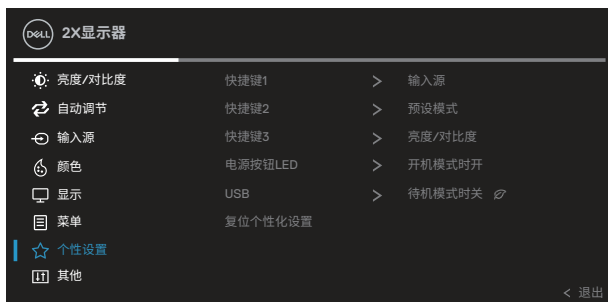 DELL 2X显示器
亮度/对比度 快捷键1 > 输入源
自动调节 快捷键2 > 预设模式
输入源 快捷键3 > 亮度/对比度
颜色 电源按钮LED > 开机模式时开
显示 USB > 待机模式时关
菜单 复位个性化设置
个性设置
其他
< 退出